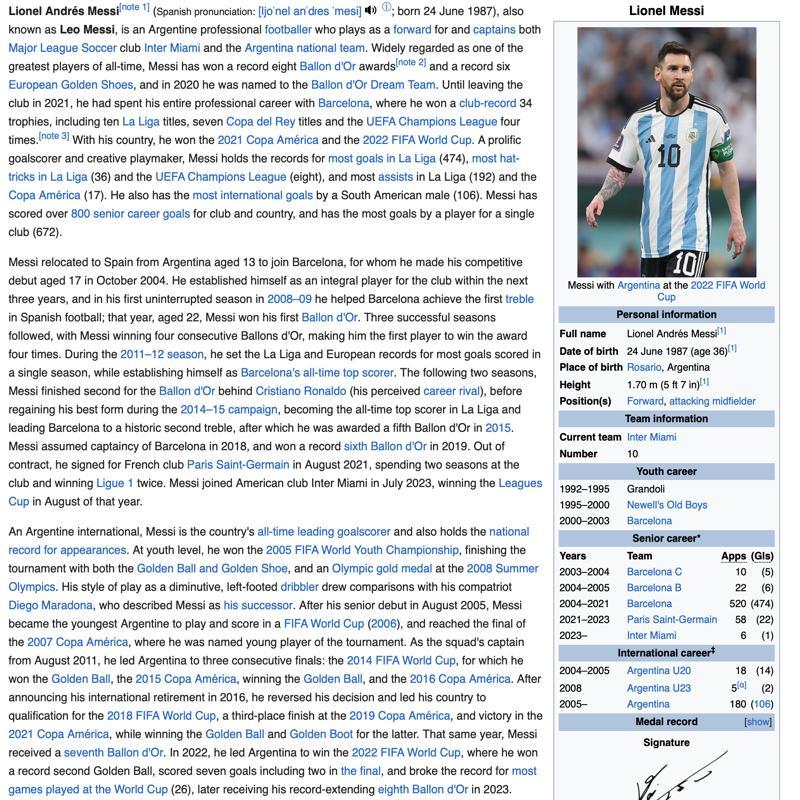 Lionel Andrés Messi[note 1] (Spanish pronunciation: [ljoˈnel anˈdɾes ˈmesi] ⓘ; born 24 June 1987), also
known as Leo Messi, is an Argentine professional footballer who plays as a forward for and captains both
Major League Soccer club Inter Miami and the Argentina national team. Widely regarded as one of the
greatest players of all-time, Messi has won a record eight Ballon d'Or awards[note 2] and a record six
European Golden Shoes, and in 2020 he was named to the Ballon d'Or Dream Team. Until leaving the
club in 2021, he had spent his entire professional career with Barcelona, where he won a club-record 34
trophies, including ten La Liga titles, seven Copa del Rey titles and the UEFA Champions League four
times.[note 3] With his country, he won the 2021 Copa América and the 2022 FIFA World Cup. A prolific
goalscorer and creative playmaker, Messi holds the records for most goals in La Liga (474), most hat-
tricks in La Liga (36) and the UEFA Champions League (eight), and most assists in La Liga (192) and the
Copa América (17). He also has the most international goals by a South American male (106). Messi has
scored over 800 senior career goals for club and country, and has the most goals by a player for a single
club (672).
Messi relocated to Spain from Argentina aged 13 to join Barcelona, for whom he made his competitive
debut aged 17 in October 2004. He established himself as an integral player for the club within the next
three years, and in his first uninterrupted season in 2008–09 he helped Barcelona achieve the first treble
in Spanish football; that year, aged 22, Messi won his first Ballon d'Or. Three successful seasons
followed, with Messi winning four consecutive Ballons d'Or, making him the first player to win the award
four times. During the 2011–12 season, he set the La Liga and European records for most goals scored in
a single season, while establishing himself as Barcelona's all-time top scorer. The following two seasons,
Messi finished second for the Ballon d'Or behind Cristiano Ronaldo (his perceived career rival), before
regaining his best form during the 2014–15 campaign, becoming the all-time top scorer in La Liga and
leading Barcelona to a historic second treble, after which he was awarded a fifth Ballon d'Or in 2015.
Messi assumed captaincy of Barcelona in 2018, and won a record sixth Ballon d'Or in 2019. Out of
contract, he signed for French club Paris Saint-Germain in August 2021, spending two seasons at the
club and winning Ligue 1 twice. Messi joined American club Inter Miami in July 2023, winning the Leagues
Cup in August of that year.
An Argentine international, Messi is the country's all-time leading goalscorer and also holds the national
record for appearances. At youth level, he won the 2005 FIFA World Youth Championship, finishing the
tournament with both the Golden Ball and Golden Shoe, and an Olympic gold medal at the 2008 Summer
Olympics. His style of play as a diminutive, left-footed dribbler drew comparisons with his compatriot
Diego Maradona, who described Messi as his successor. After his senior debut in August 2005, Messi
became the youngest Argentine to play and score in a FIFA World Cup (2006), and reached the final of
the 2007 Copa América, where he was named young player of the tournament. As the squad's captain
from August 2011, he led Argentina to three consecutive finals: the 2014 FIFA World Cup, for which he
won the Golden Ball, the 2015 Copa América, winning the Golden Ball, and the 2016 Copa América. After
announcing his international retirement in 2016, he reversed his decision and led his country to
qualification for the 2018 FIFA World Cup, a third-place finish at the 2019 Copa América, and victory in the
2021 Copa América, while winning the Golden Ball and Golden Boot for the latter. That same year, Messi
received a seventh Ballon d'Or. In 2022, he led Argentina to win the 2022 FIFA World Cup, where he won
a record second Golden Ball, scored seven goals including two in the final, and broke the record for most
games played at the World Cup (26), later receiving his record-extending eighth Ballon d'Or in 2023.
Lionel Messi
10
10
Messi with Argentina at the 2022 FIFA World
Cup
Personal information
Full name Lionel Andrés Messi[1]
Date of birth 24 June 1987 (age 36)[1]
Place of birth Rosario, Argentina
Height 1.70 m (5 ft 7 in)[1]
Position(s) Forward, attacking midfielder
Team information
Current team Inter Miami
Number 10
Youth career
1992–1995 Grandoli
1995–2000 Newell's Old Boys
2000–2003 Barcelona
Senior career*
Years Team Apps (Gls)
2003–2004 Barcelona C 10 (5)
2004–2005 Barcelona B 22 (6)
2004–2021 Barcelona 520 (474)
2021–2023 Paris Saint-Germain 58 (22)
2023– Inter Miami 6 (1)
International career‡
2004–2005 Argentina U20 18 (14)
2008 Argentina U23 5[a] (2)
2005– Argentina 180 (106)
Medal record [show]
Signature